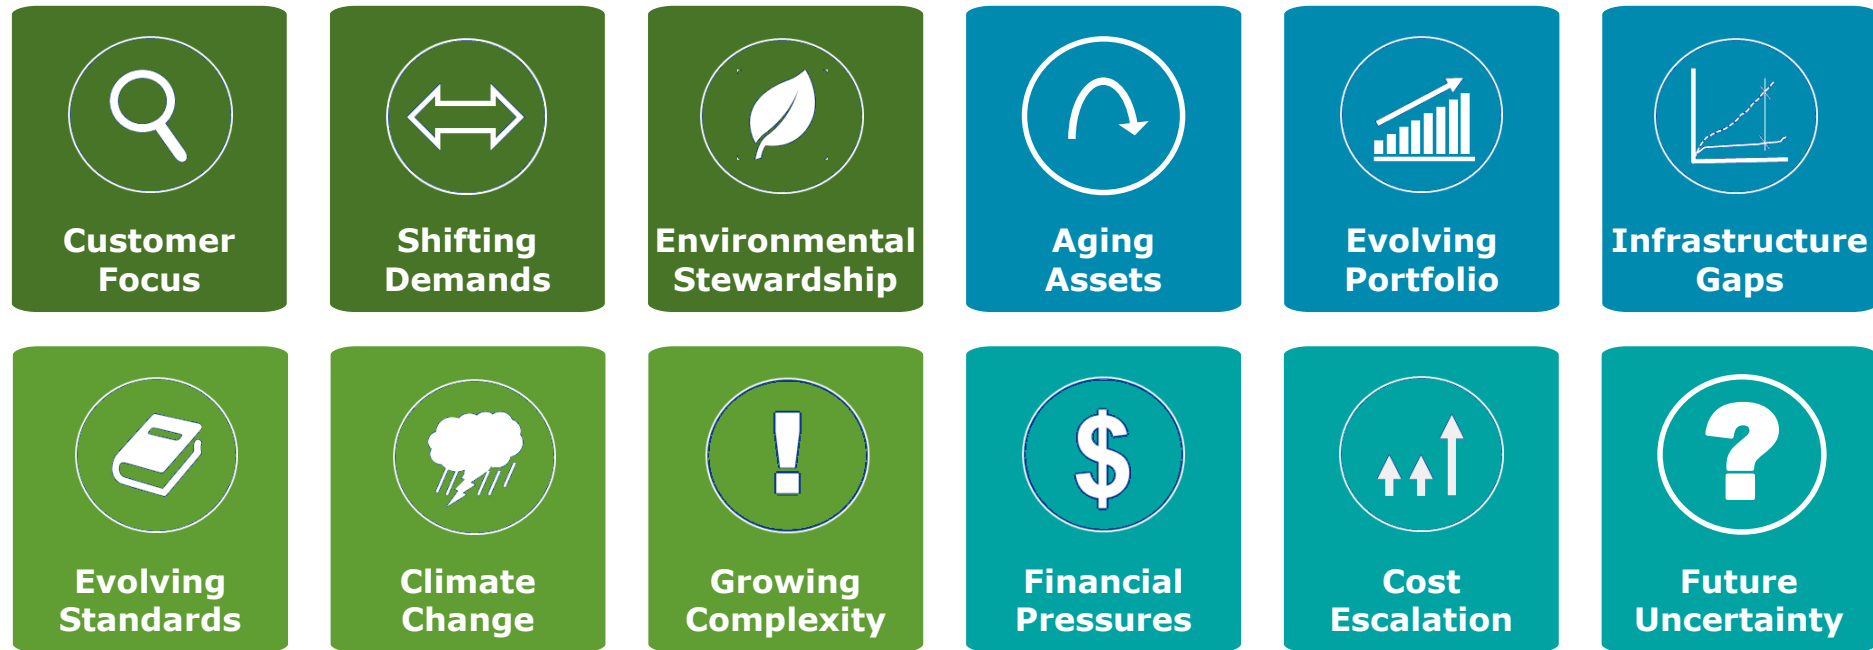 Customer
Focus
Shifting
Demands
Environmental
Stewardship
Aging
Assets
Evolving
Portfolio
Infrastructure
Gaps
Evolving
Standards
Climate
Change
!
Growing
Complexity
$
Financial
Pressures
Cost
Escalation
?
Future
Uncertainty